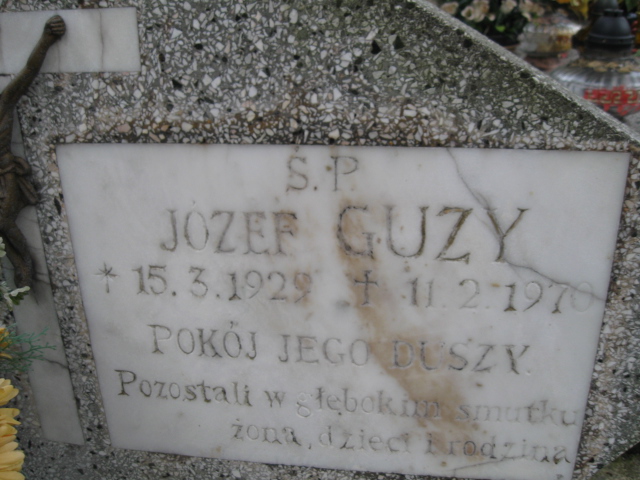 Ś.P.
JÓZEF GUZY
* 15.3.1929 † 11.2.1970
POKÓJ JEGO DUSZY.
Pozostali w głębokim smutku
żona, dzieci i rodzina